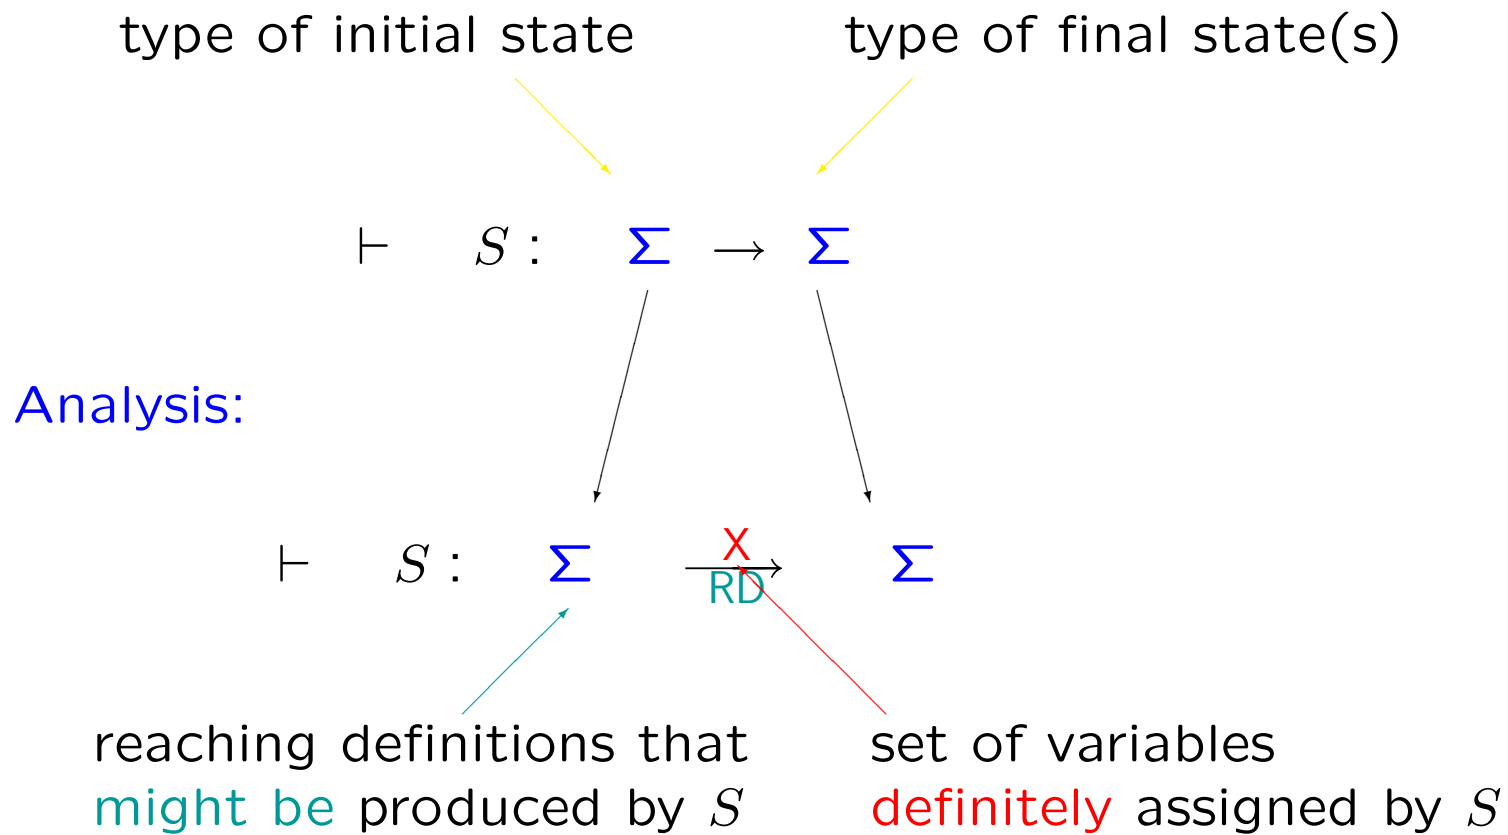 type of initial state type of final state(s)
⊢ S : Σ → Σ
Analysis:
X
⊢ S : Σ → Σ
RD
reaching definitions that set of variables
might be produced by S definitely assigned by S